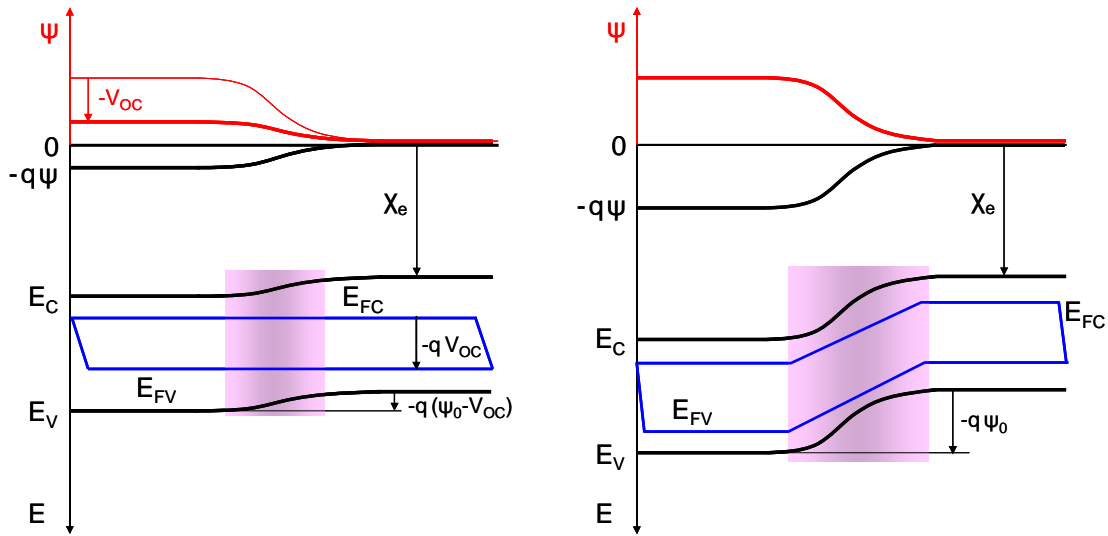 Ψ
-V_OC
0
-qψ
χ_e
E_C
E_FC
-q V_OC
E_FV
E_V
-q (ψ_0-V_OC)
E
Ψ
0
-qψ
χ_e
E_FC
E_C
E_FV
-q ψ_0
E_V
E